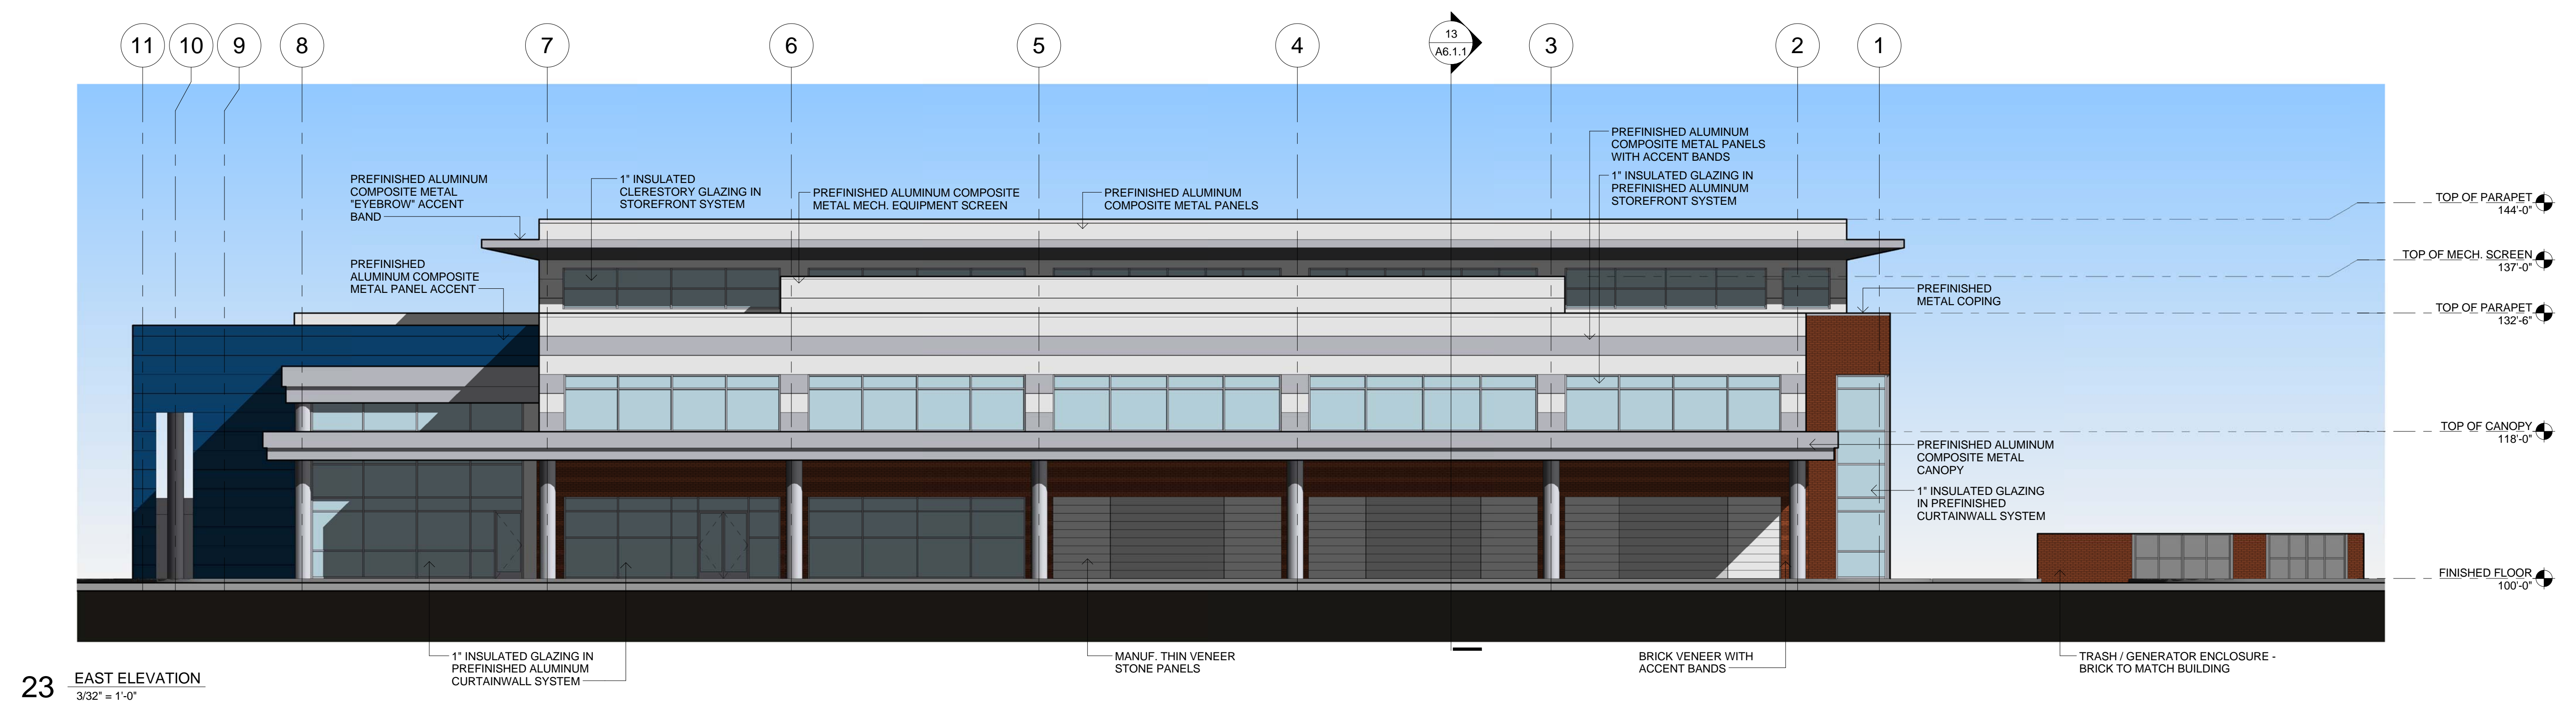 11 10 9 8 7 6 5 4 3 2 1
13
A6.1.1
PREFINISHED ALUMINUM
COMPOSITE METAL
"EYEBROW" ACCENT
BAND
1" INSULATED
CLERESTORY GLAZING IN
STOREFRONT SYSTEM
PREFINISHED ALUMINUM COMPOSITE
METAL MECH. EQUIPMENT SCREEN
PREFINISHED ALUMINUM
COMPOSITE METAL PANELS
PREFINISHED ALUMINUM
COMPOSITE METAL PANELS
WITH ACCENT BANDS
1" INSULATED GLAZING IN
PREFINISHED ALUMINUM
STOREFRONT SYSTEM
PREFINISHED
ALUMINUM COMPOSITE
METAL PANEL ACCENT
PREFINISHED
METAL COPING
PREFINISHED ALUMINUM
COMPOSITE METAL
CANOPY
1" INSULATED GLAZING
IN PREFINISHED
CURTAINWALL SYSTEM
TOP OF PARAPET
144'-0"
TOP OF MECH. SCREEN
137'-0"
TOP OF PARAPET
132'-6"
TOP OF CANOPY
118'-0"
FINISHED FLOOR
100'-0"
1" INSULATED GLAZING IN
PREFINISHED ALUMINUM
CURTAINWALL SYSTEM
MANUF. THIN VENEER
STONE PANELS
BRICK VENEER WITH
ACCENT BANDS
TRASH / GENERATOR ENCLOSURE -
BRICK TO MATCH BUILDING
23 EAST ELEVATION
3/32" = 1'-0"